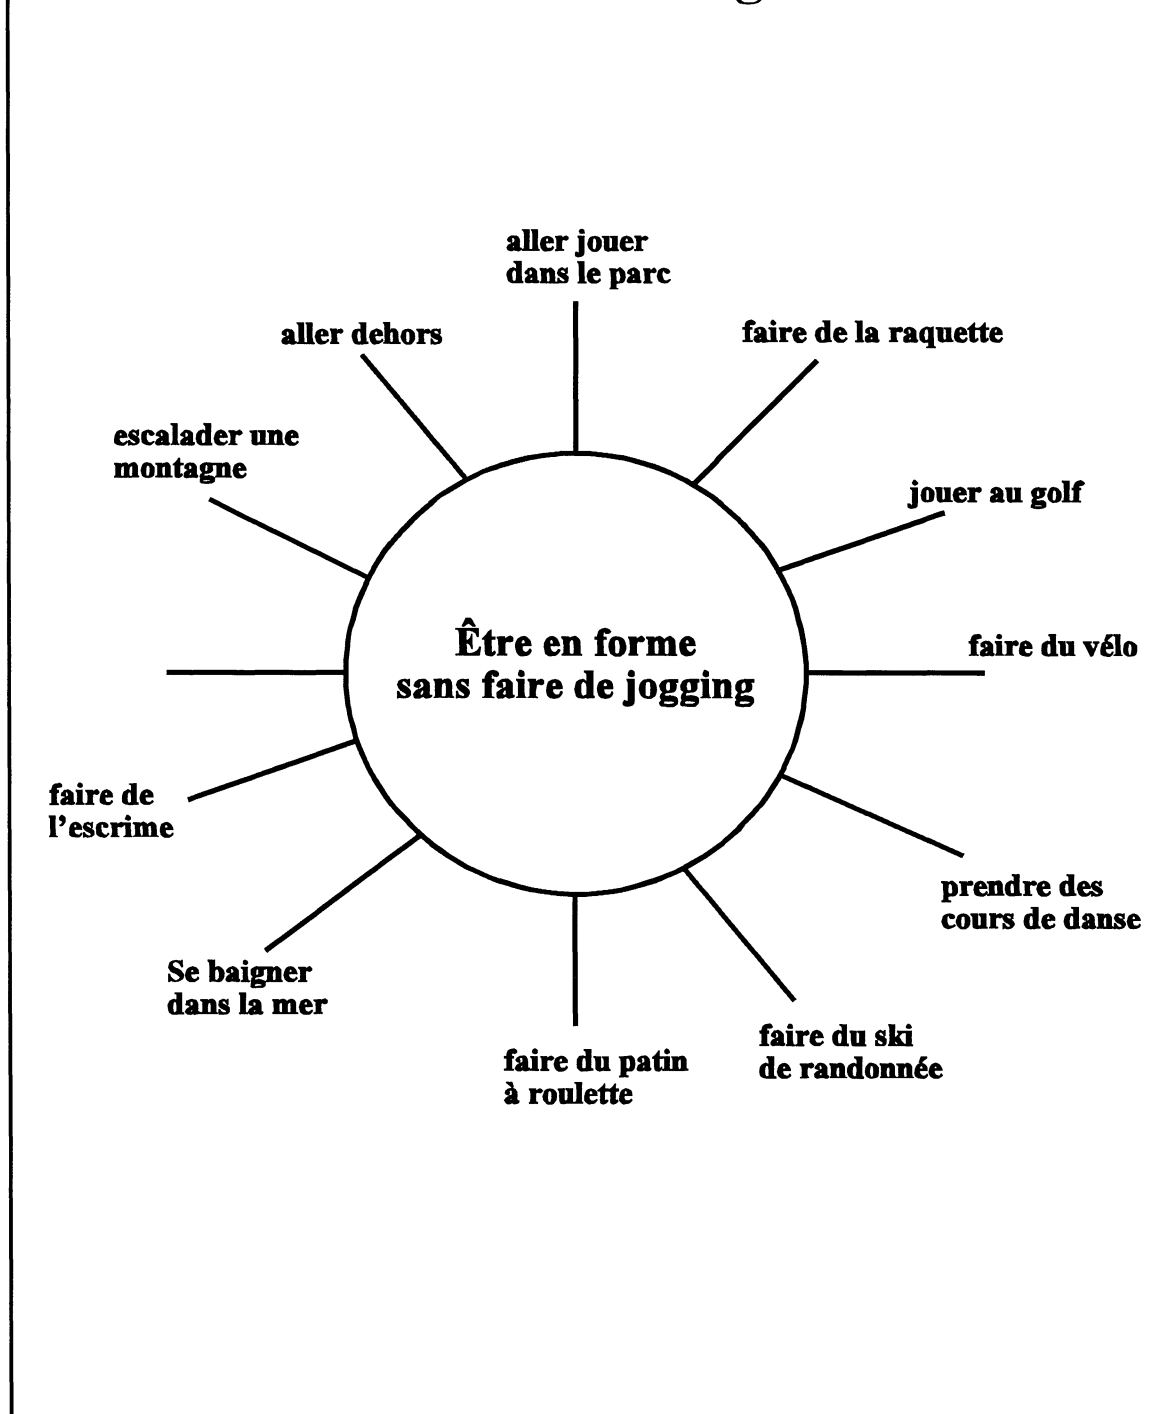 aller jouer
dans le parc
aller dehors
faire de la raquette
escalader une
montagne
jouer au golf
Être en forme
sans faire de jogging
faire du vélo
faire de
l'escrime
prendre des
cours de danse
Se baigner
dans la mer
faire du patin
à roulette
faire du ski
de randonnée